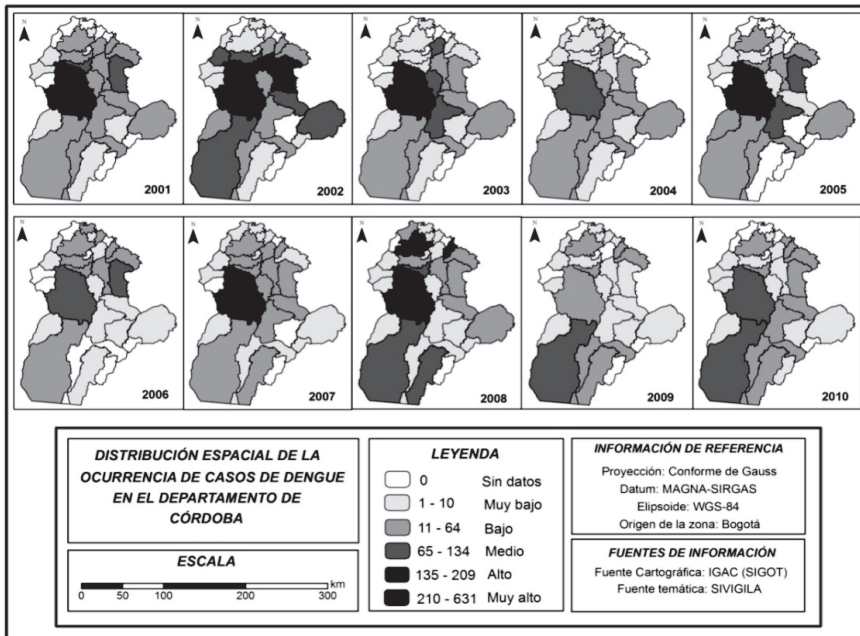 N
N
N
N
N
2001
2002
2003
2004
2005
N
N
N
N
N
2006
2007
2008
2009
2010
DISTRIBUCIÓN ESPACIAL DE LA
OCURRENCIA DE CASOS DE DENGUE
EN EL DEPARTAMENTO DE
CÓRDOBA
ESCALA
km
0 50 100 200 300
LEYENDA
0 Sin datos
1 - 10 Muy bajo
11 - 64 Bajo
65 - 134 Medio
135 - 209 Alto
210 - 631 Muy alto
INFORMACIÓN DE REFERENCIA
Proyección: Conforme de Gauss
Datum: MAGNA-SIRGAS
Elipsoide: WGS-84
Origen de la zona: Bogotá
FUENTES DE INFORMACIÓN
Fuente Cartográfica: IGAC (SIGOT)
Fuente temática: SIVIGILA